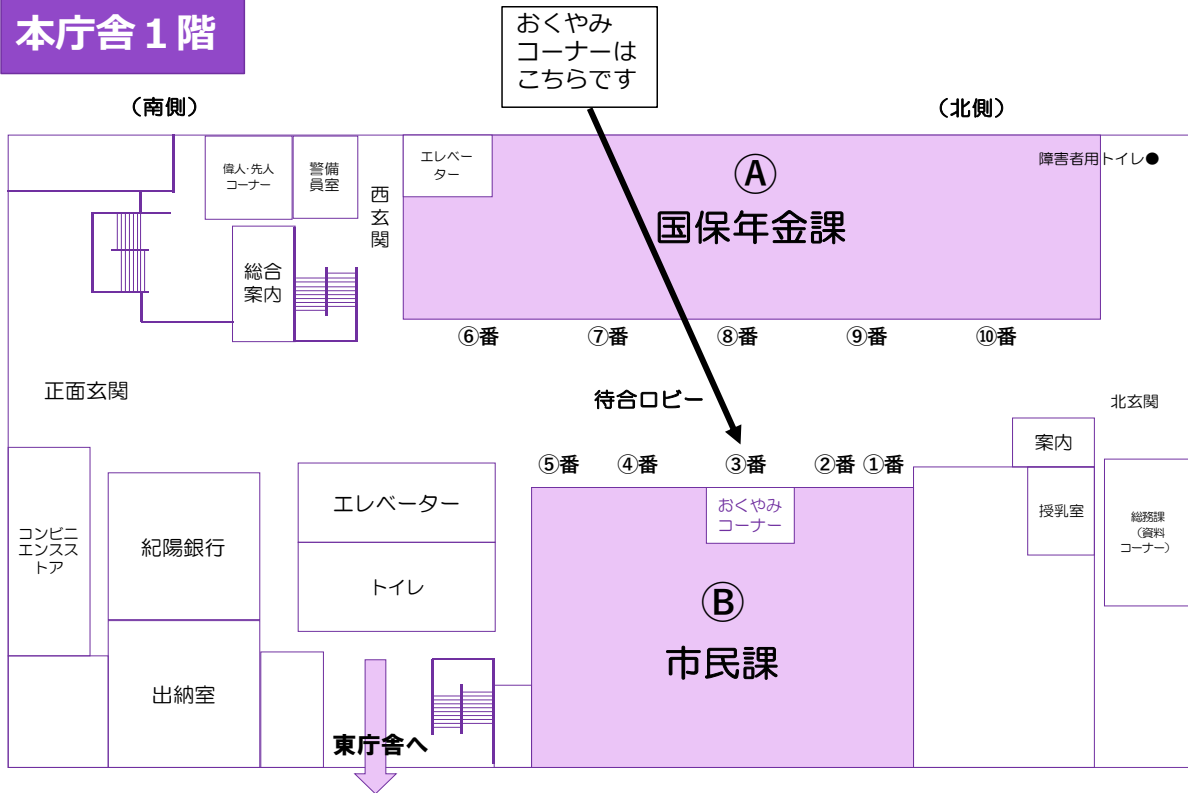 本庁舎１階
おくやみ
コーナーは
こちらです
（南側）
（北側）
偉人・先人
コーナー
警備
員室
西玄関
エレベー
ター
Ⓐ
国保年金課
障害者用トイレ●
総合
案内
⑥番
⑦番
⑧番
⑨番
⑩番
正面玄関
待合ロビー
北玄関
⑤番
④番
③番
②番
①番
案内
おくやみ
コーナー
授乳室
総務課
（資料
コーナー）
コンビニ
エンスス
トア
紀陽銀行
エレベーター
トイレ
Ⓑ
市民課
出納室
東庁舎へ